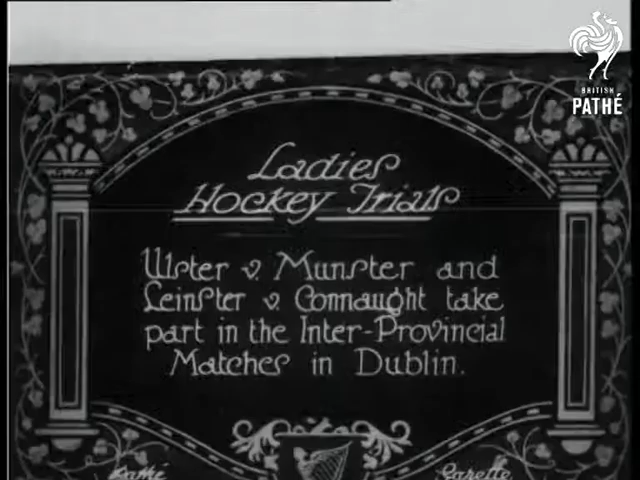 BRITISH
PATHÉ
Ladies
Hockey Trials
Ulster v. Munster and
Leinster v. Connaught take
part in the Inter-Provincial
Matches in Dublin.
Pathé Gazette